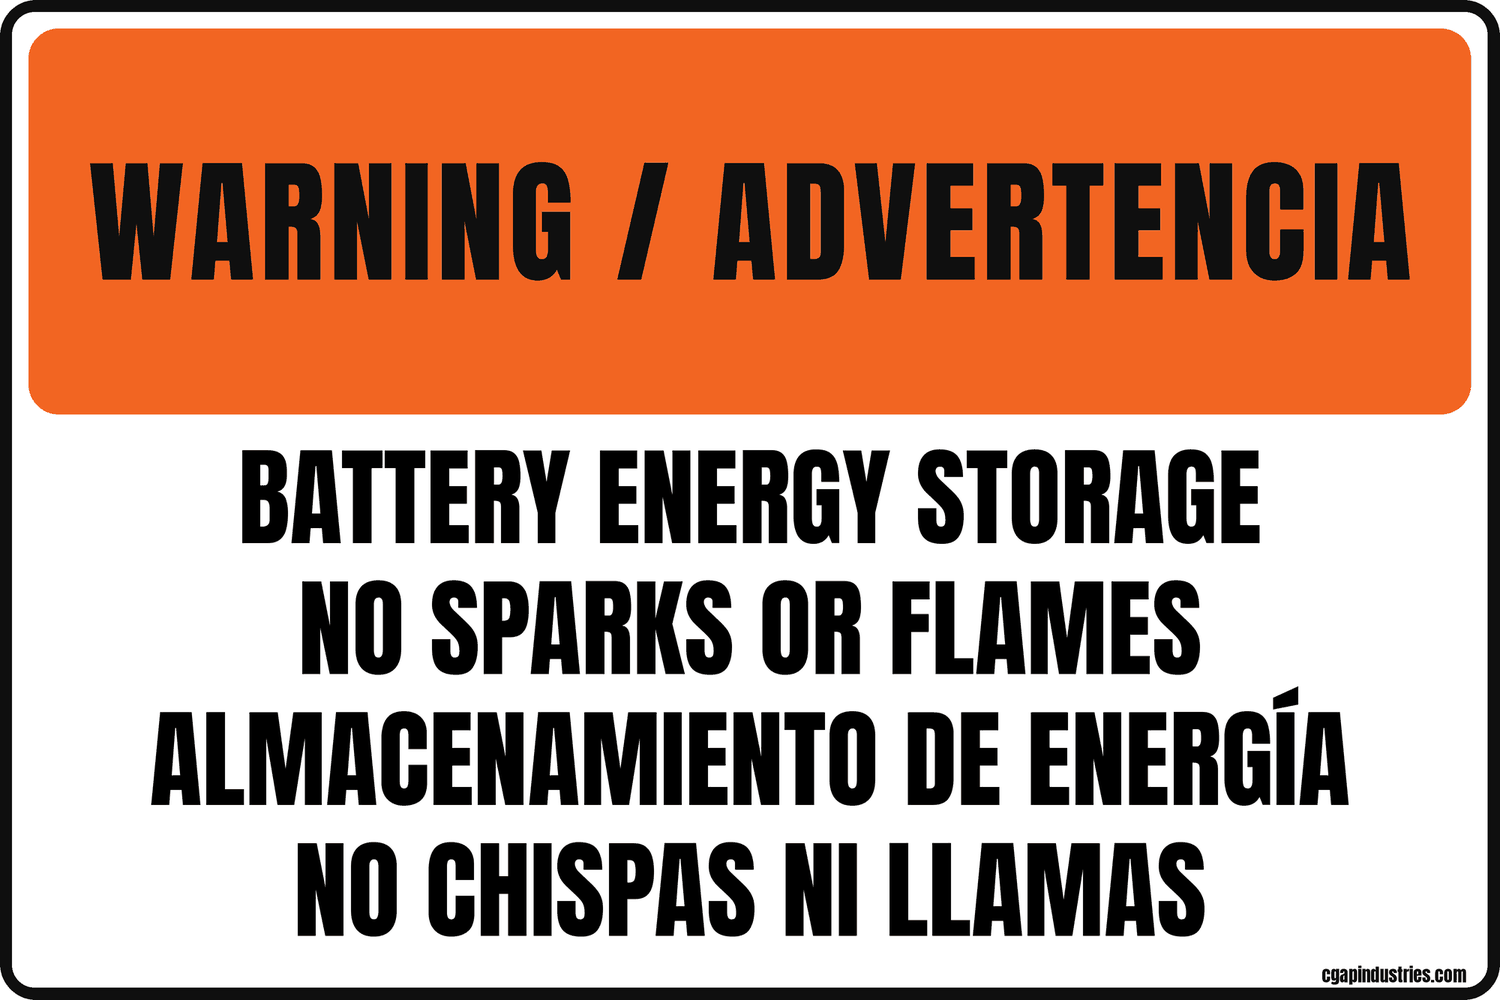 WARNING / ADVERTENCIA
BATTERY ENERGY STORAGE
NO SPARKS OR FLAMES
ALMACENAMIENTO DE ENERGÍA
NO CHISPAS NI LLAMAS
cgapindustries.com